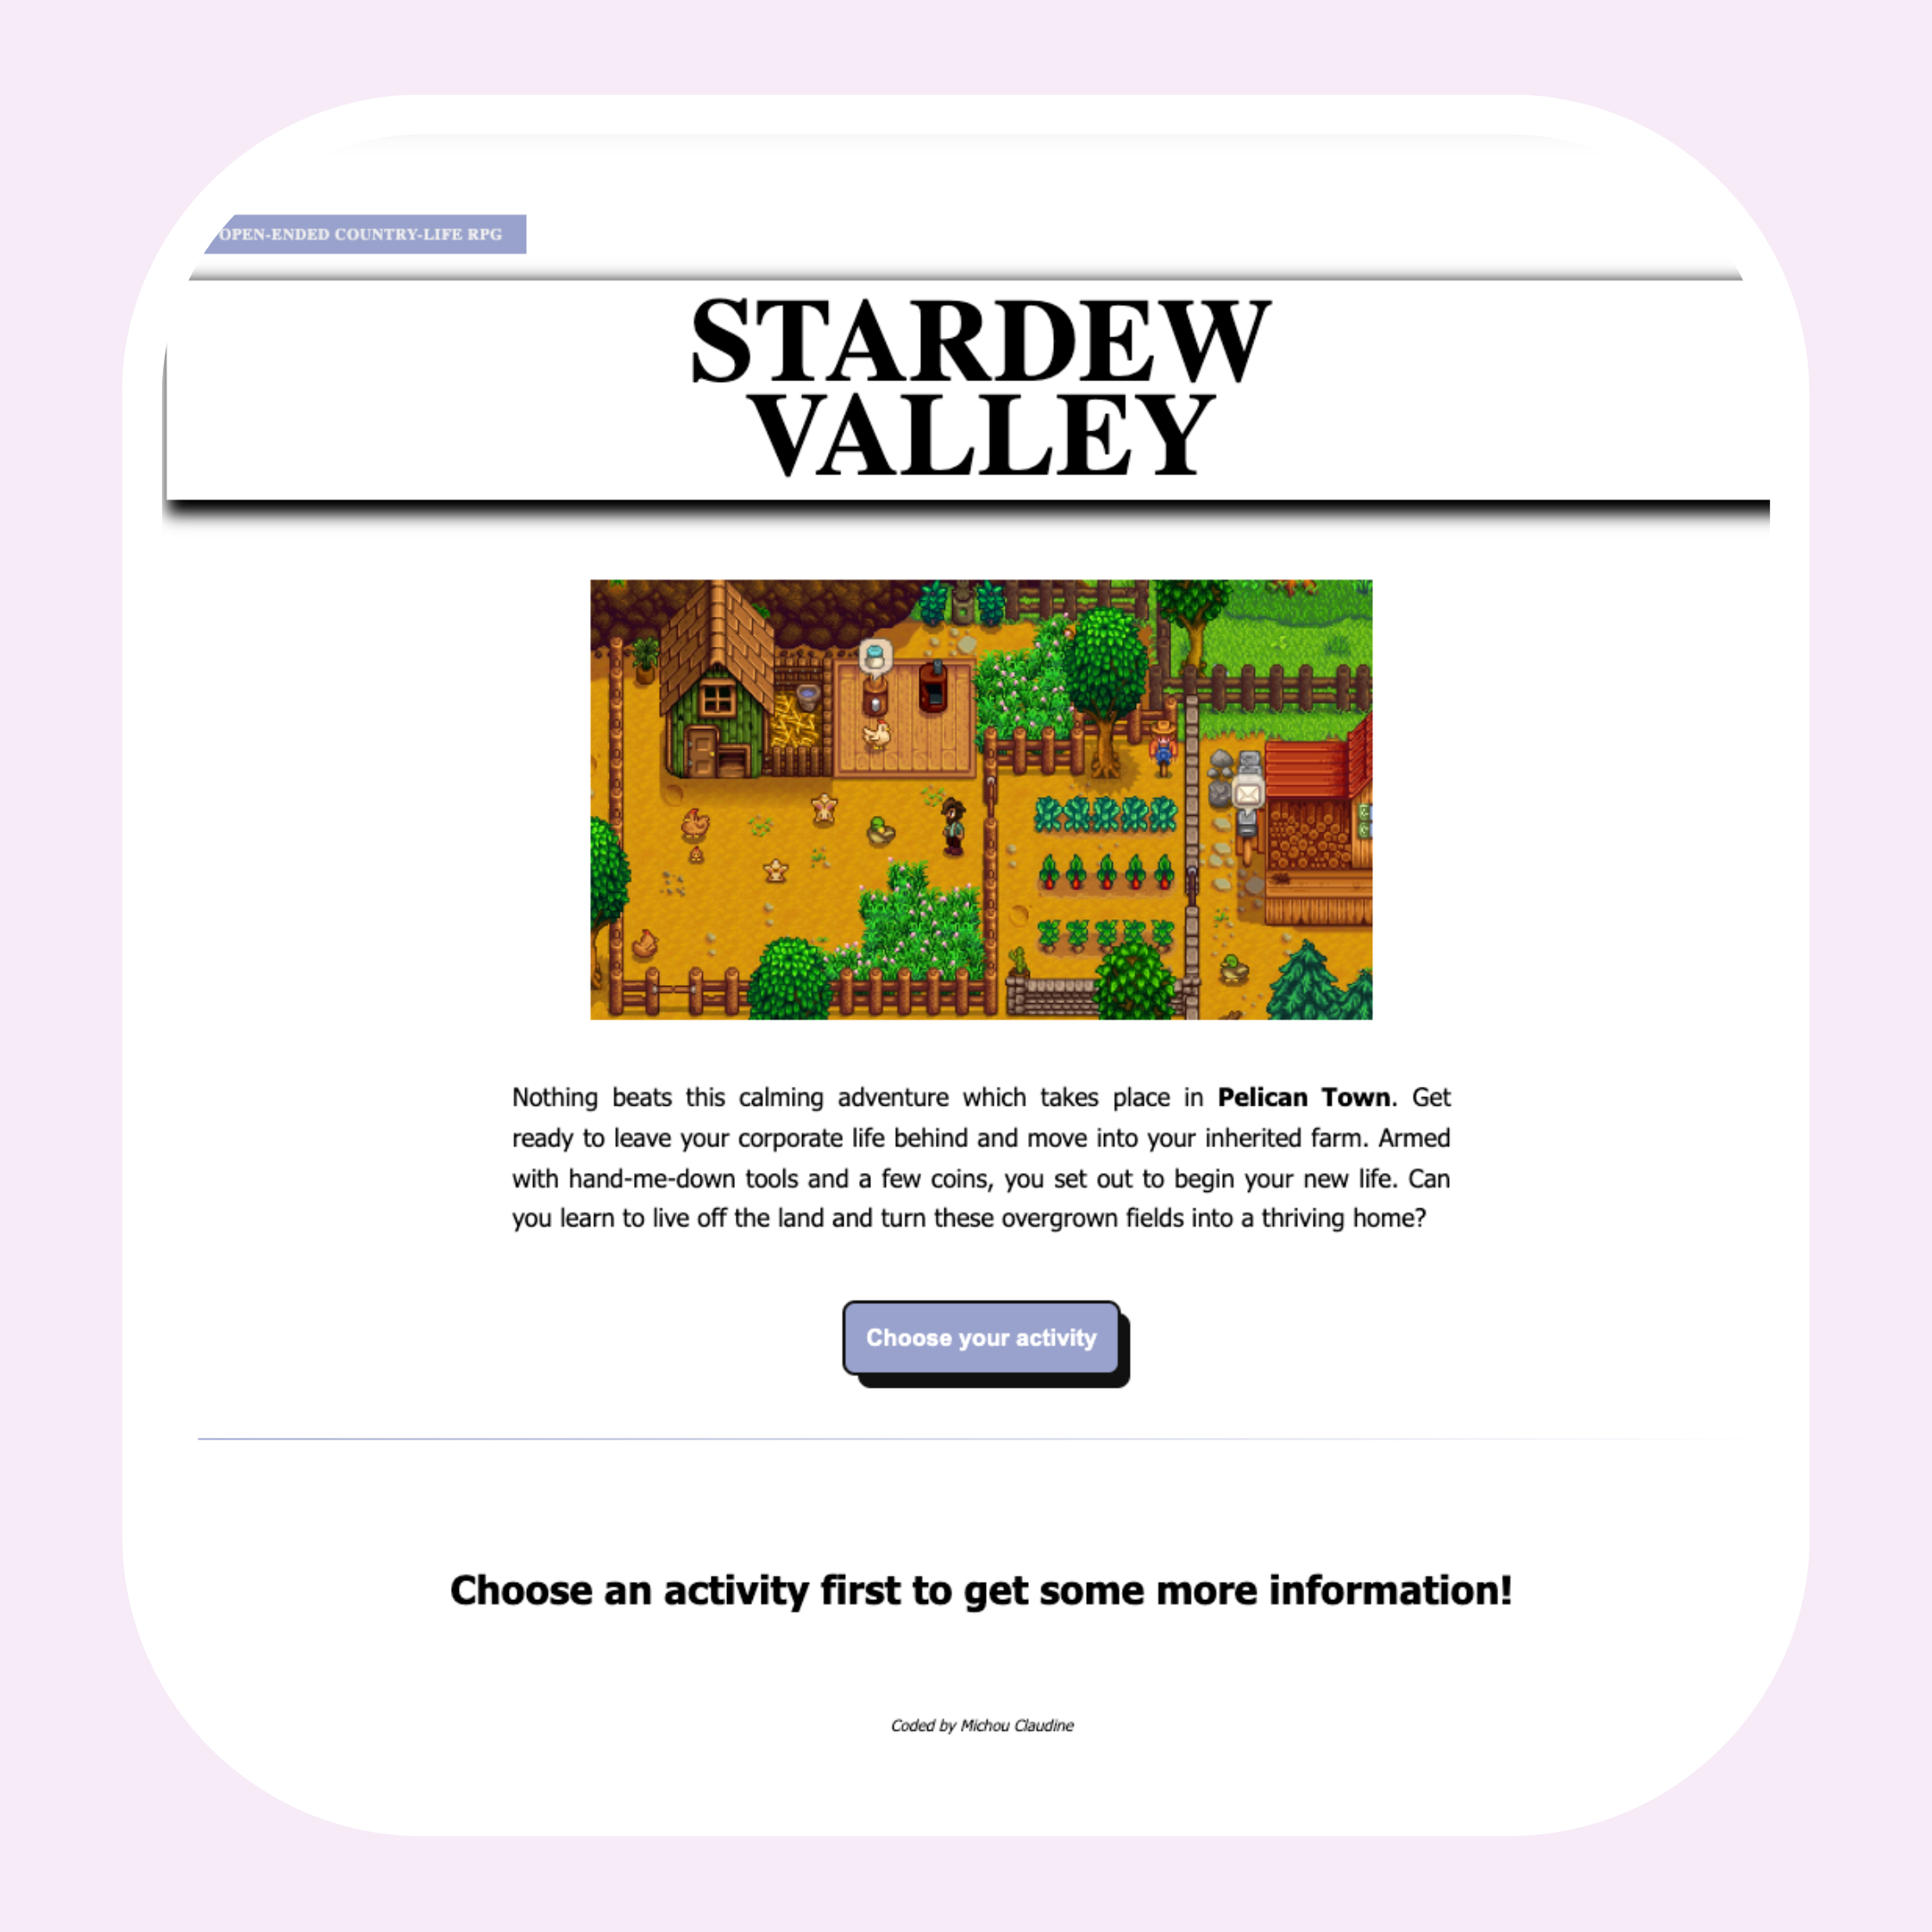 OPEN-ENDED COUNTRY-LIFE RPG
STARDEW
VALLEY
Nothing beats this calming adventure which takes place in Pelican Town. Get
ready to leave your corporate life behind and move into your inherited farm. Armed
with hand-me-down tools and a few coins, you set out to begin your new life. Can
you learn to live off the land and turn these overgrown fields into a thriving home?
Choose your activity
Choose an activity first to get some more information!
Coded by Michou Claudine